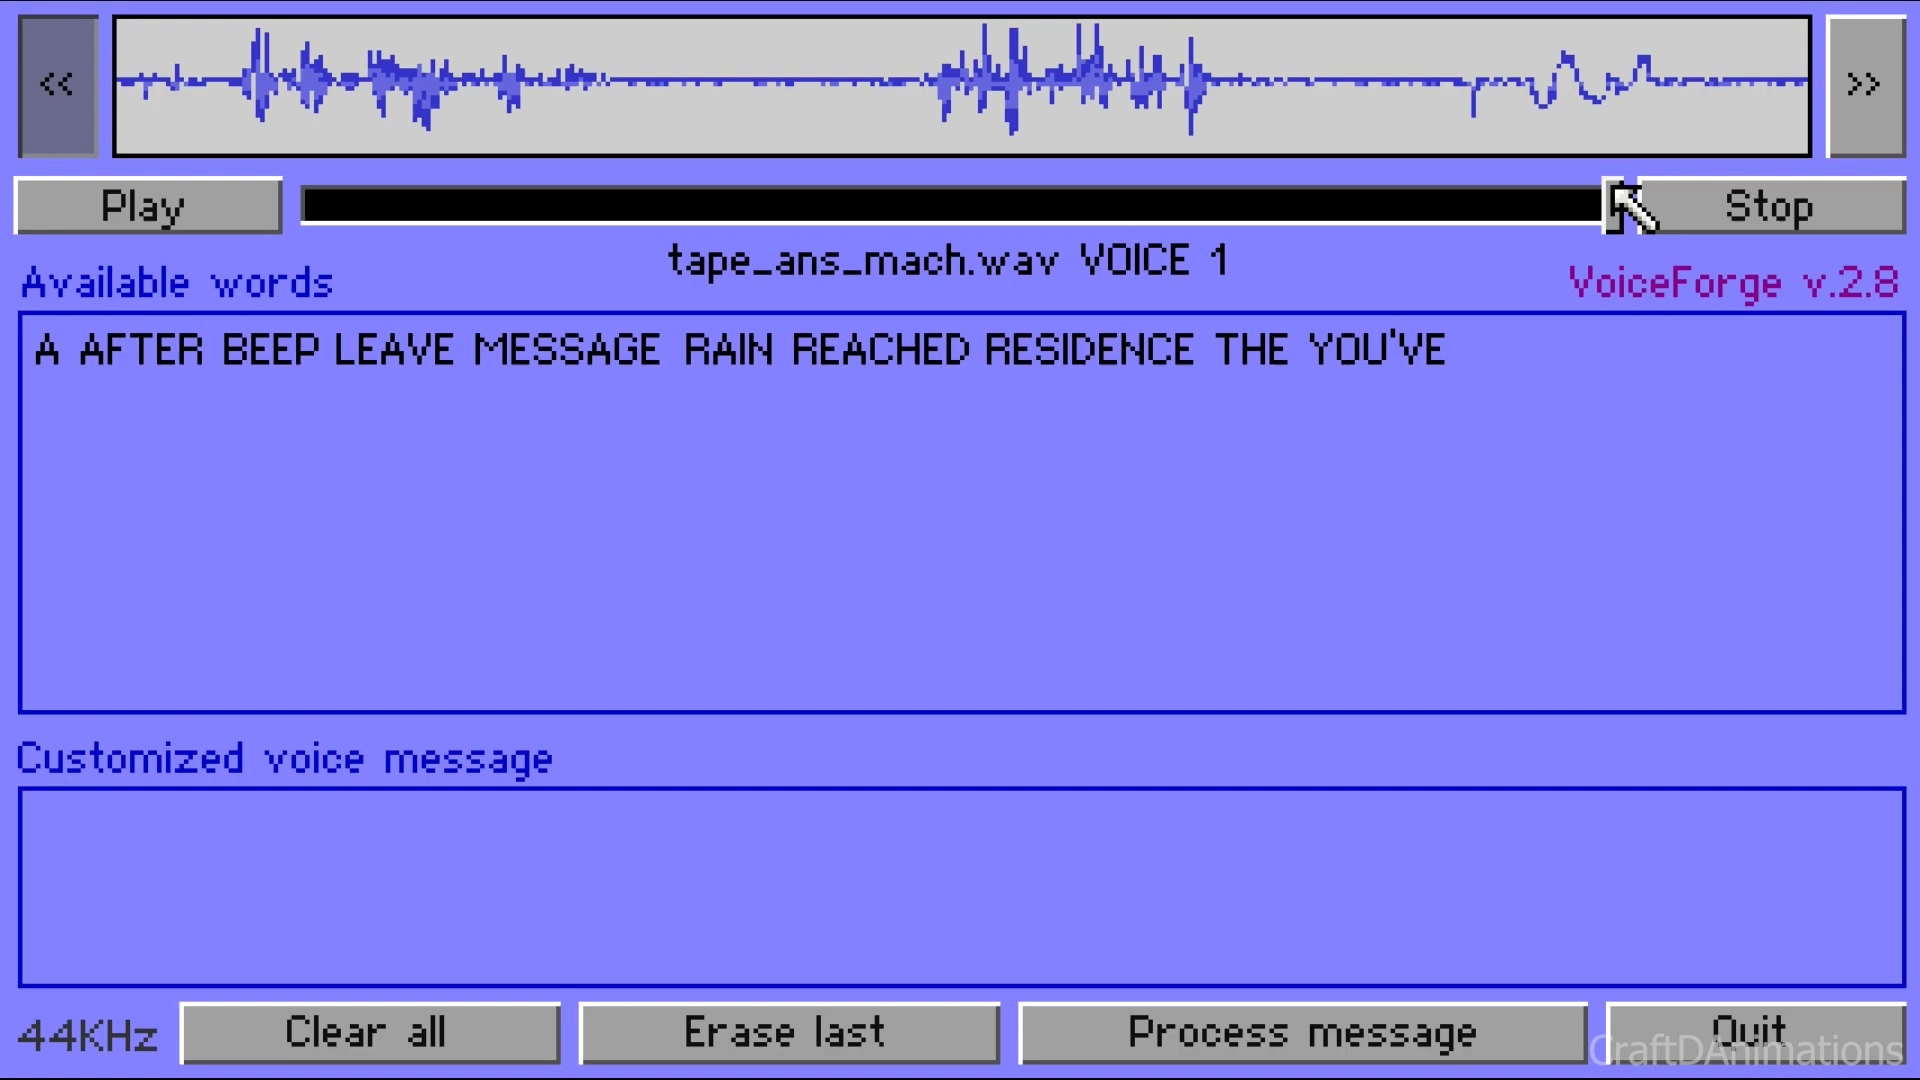 << >>
Play Stop
tape_ans_mach.wav VOICE 1
Available words VoiceForge v.2.8
A AFTER BEEP LEAVE MESSAGE RAIN REACHED RESIDENCE THE YOU'VE
Customized voice message
44KHz Clear all Erase last Process message Quit
CraftDAnimations